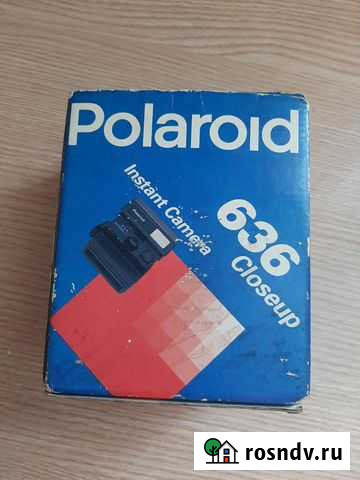 Polaroid
Instant Camera
636
Closeup
rosndv.ru